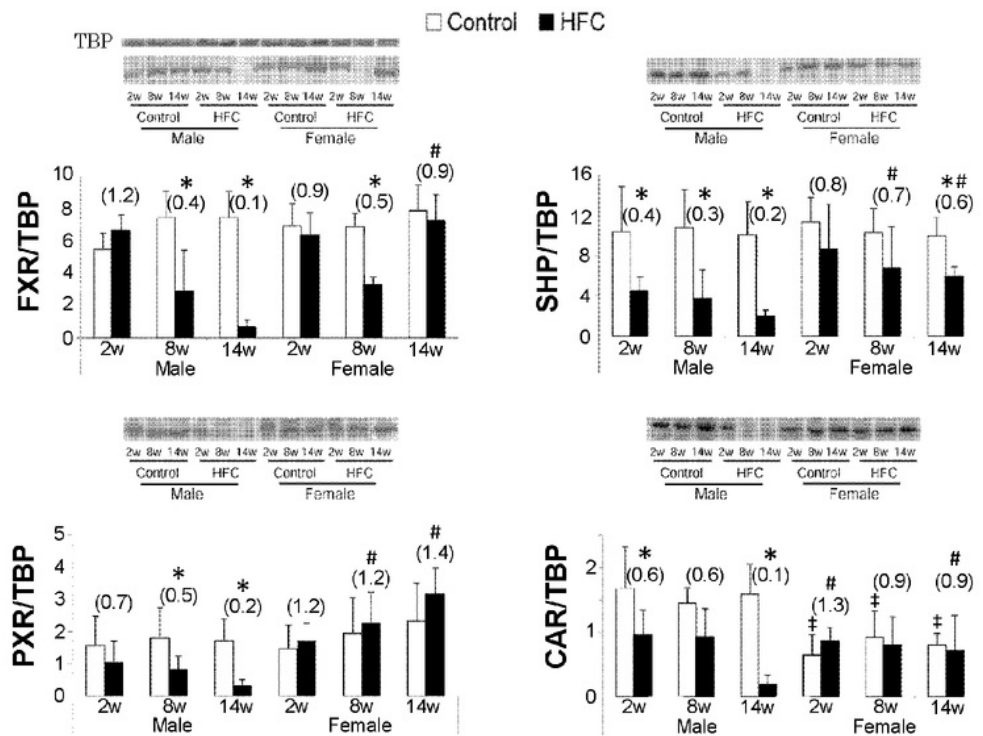 Control HFC
TBP
2w 8w 14w 2w 8w 14w 2w 8w 14w 2w 8w 14w
Control HFC Control HFC
Male Female
FXR/TBP
10
8
6
4
2
0
(1.2) * (0.4) * (0.1) (0.9) * (0.5) # (0.9)
2w 8w 14w 2w 8w 14w
Male Female
2w 8w 14w 2w 8w 14w 2w 8w 14w 2w 8w 14w
Control HFC Control HFC
Male Female
SHP/TBP
16
12
8
4
0
* (0.4) * (0.3) * (0.2) (0.8) # (0.7) *# (0.6)
2w 8w 14w 2w 8w 14w
Male Female
2w 8w 14w 2w 8w 14w 2w 8w 14w 2w 8w 14w
Control HFC Control HFC
Male Female
PXR/TBP
5
4
3
2
1
0
(0.7) * (0.5) * (0.2) (1.2) # (1.2) # (1.4)
2w 8w 14w 2w 8w 14w
Male Female
2w 8w 14w 2w 8w 14w 2w 8w 14w 2w 8w 14w
Control HFC Control HFC
Male Female
CAR/TBP
2
1
0
* (0.6) (0.6) * (0.1) ‡ # (1.3) ‡ (0.9) ‡ # (0.9)
2w 8w 14w 2w 8w 14w
Male Female